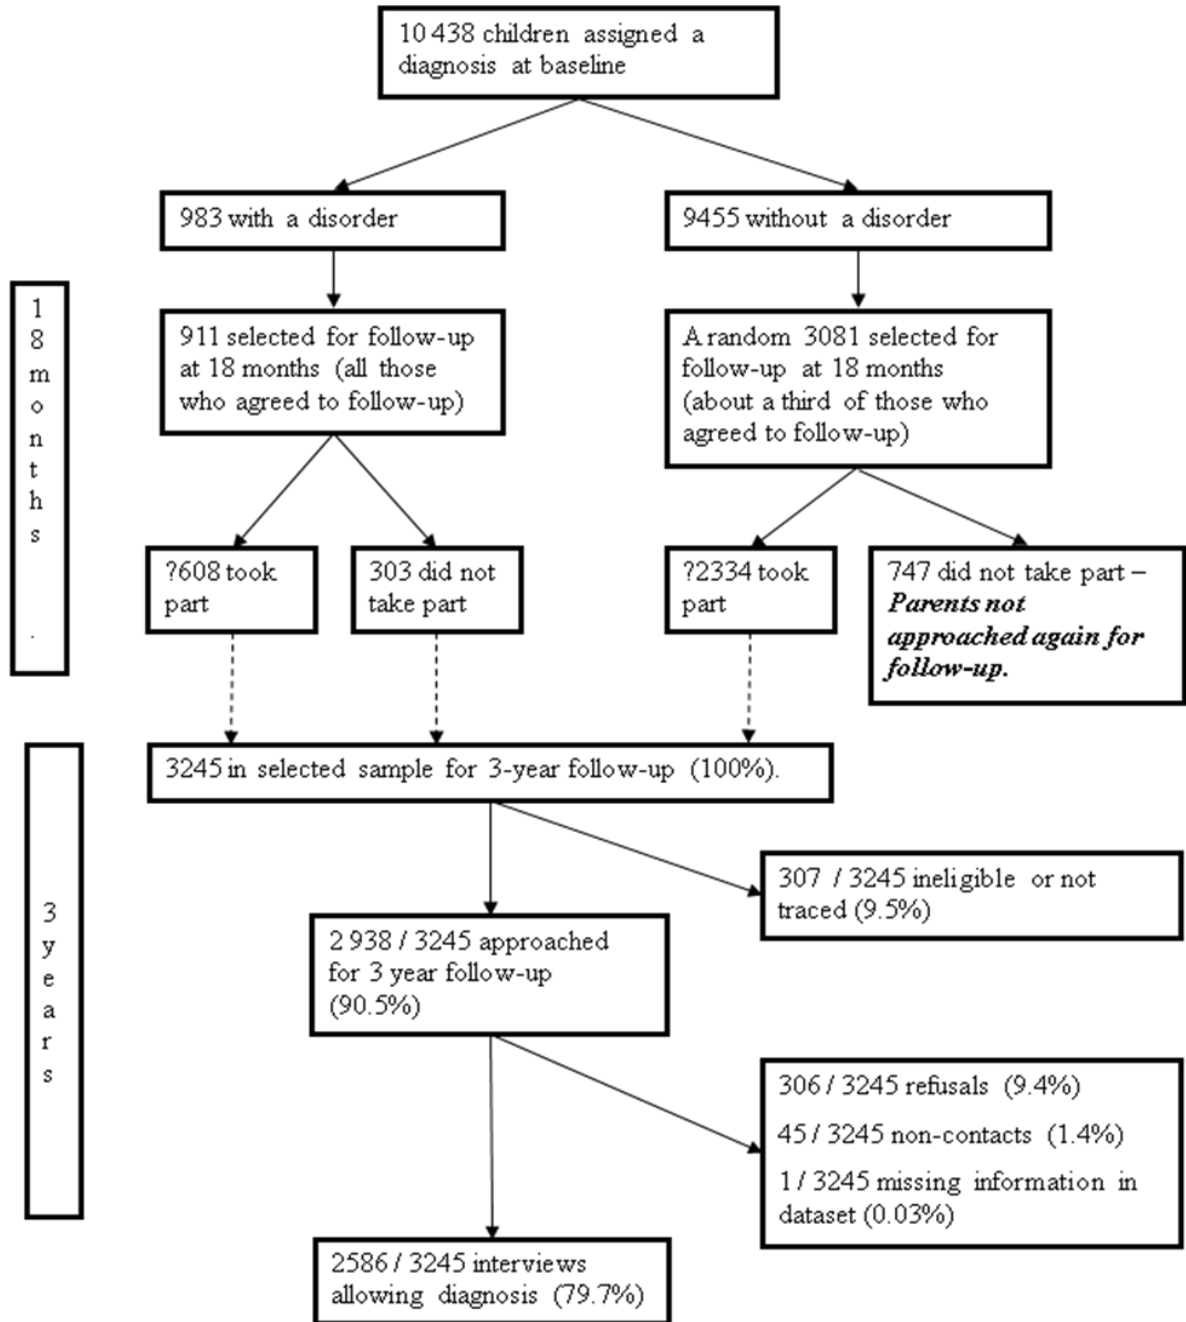 10 438 children assigned a
diagnosis at baseline
983 with a disorder
9455 without a disorder
1
8
m
o
n
t
h
s
.
911 selected for follow-up
at 18 months (all those
who agreed to follow-up)
A random 3081 selected for
follow-up at 18 months
(about a third of those who
agreed to follow-up)
?608 took
part
303 did not
take part
?2334 took
part
747 did not take part –
Parents not
approached again for
follow-up.
3
y
e
a
r
s
3245 in selected sample for 3-year follow-up (100%).
307 / 3245 ineligible or not
traced (9.5%)
2 938 / 3245 approached
for 3 year follow-up
(90.5%)
306 / 3245 refusals (9.4%)
45 / 3245 non-contacts (1.4%)
1 / 3245 missing information in
dataset (0.03%)
2586 / 3245 interviews
allowing diagnosis (79.7%)